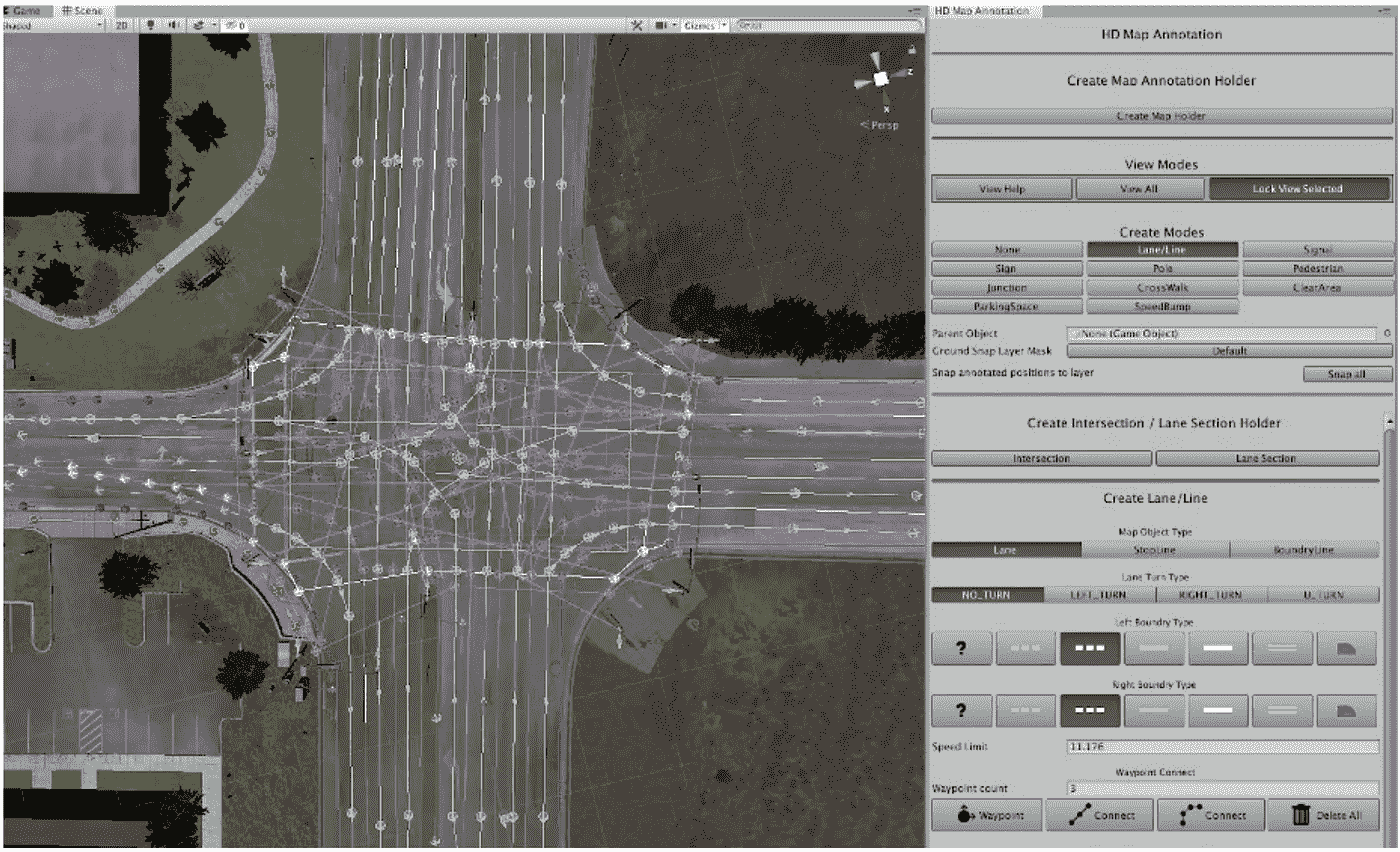 Game Scene
2D 0 Gizmos
z
x
< Persp
HD Map Annotation
HD Map Annotation
Create Map Annotation Holder
Create Map Holder
View Modes
View Help View All Lock View Selected
Create Modes
None Lane/Line Signal
Sign Pole Pedestrian
Junction CrossWalk ClearArea
ParkingSpace SpeedBump
Parent Object None (Game Object)
Ground Snap Layer Mask Default
Snap annotated positions to layer Snap all
Create Intersection / Lane Section Holder
Intersection Lane Section
Create Lane/Line
Map Object Type
Lane StopLine BoundryLine
Lane Turn Type
NO_TURN LEFT_TURN RIGHT_TURN U_TURN
Left Boundry Type
?
Right Boundry Type
?
Speed Limit 11.176
Waypoint Connect
Waypoint count 3
Waypoint Connect Connect Delete All